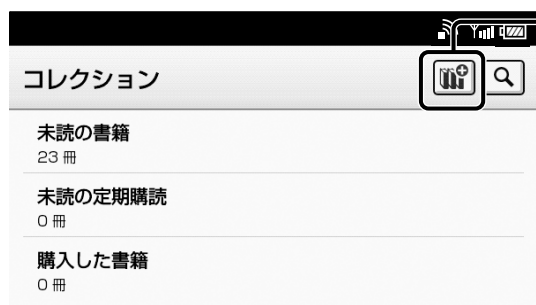 コレクション
未読の書籍
23 冊
未読の定期購読
0 冊
購入した書籍
0 冊